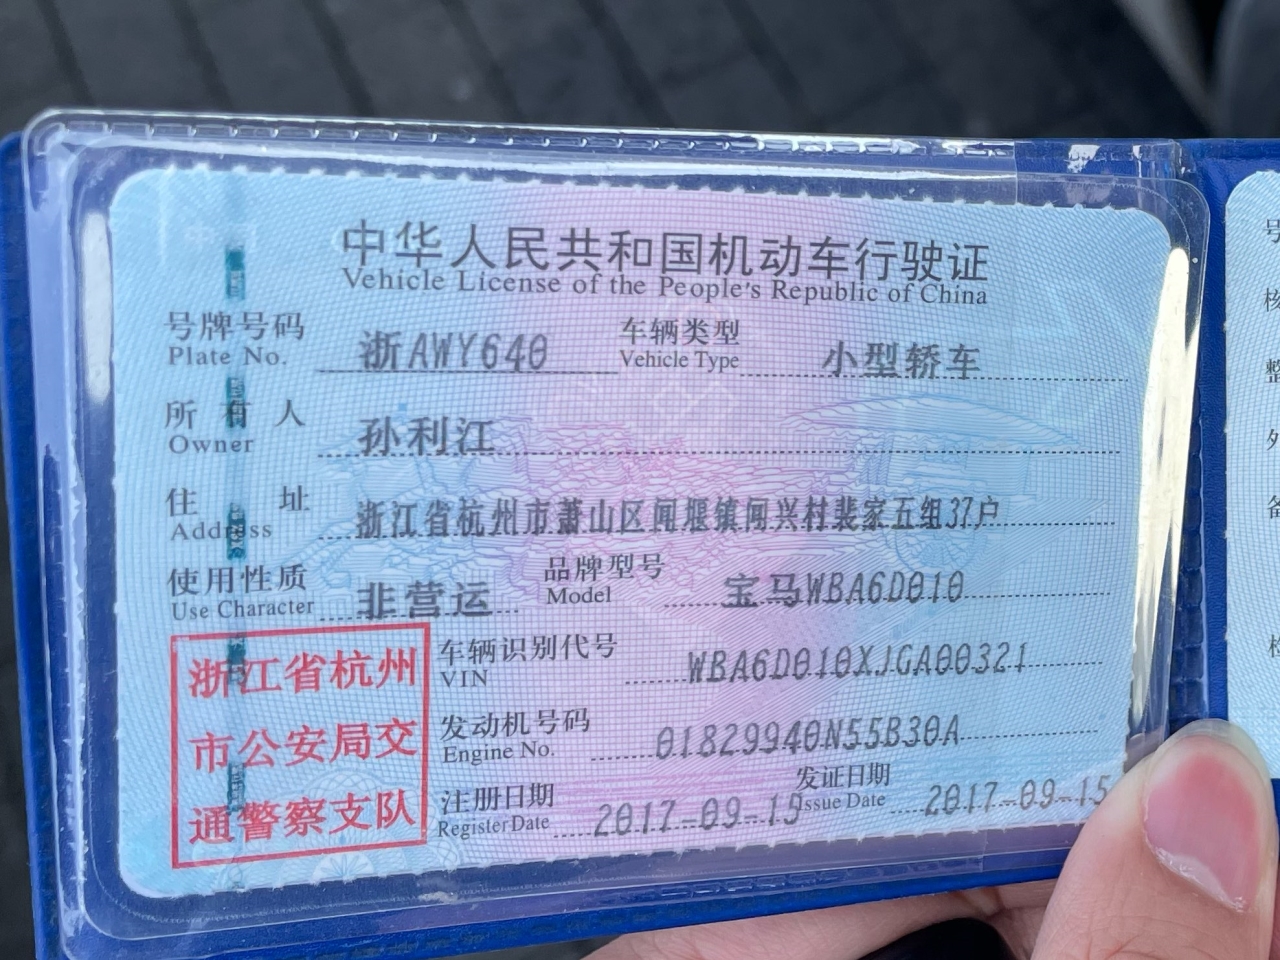 中华人民共和国机动车行驶证
Vehicle License of the People's Republic of China
号牌号码 浙AWY640 车辆类型 小型轿车
Plate No. Vehicle Type
所有人 孙利江
Owner
住址 浙江省杭州市萧山区闻堰镇闻兴村裴家五组37户
Address
使用性质 非营运 品牌型号 宝马WBA6D010
Use Character Model
浙江省杭州
市公安局交
通警察支队
车辆识别代号 WBA6D010XJGA00321
VIN
发动机号码 01829940N55B30A
Engine No.
注册日期 2017-09-15 发证日期 2017-09-15
Register Date Issue Date
号
核
整
外
备
检